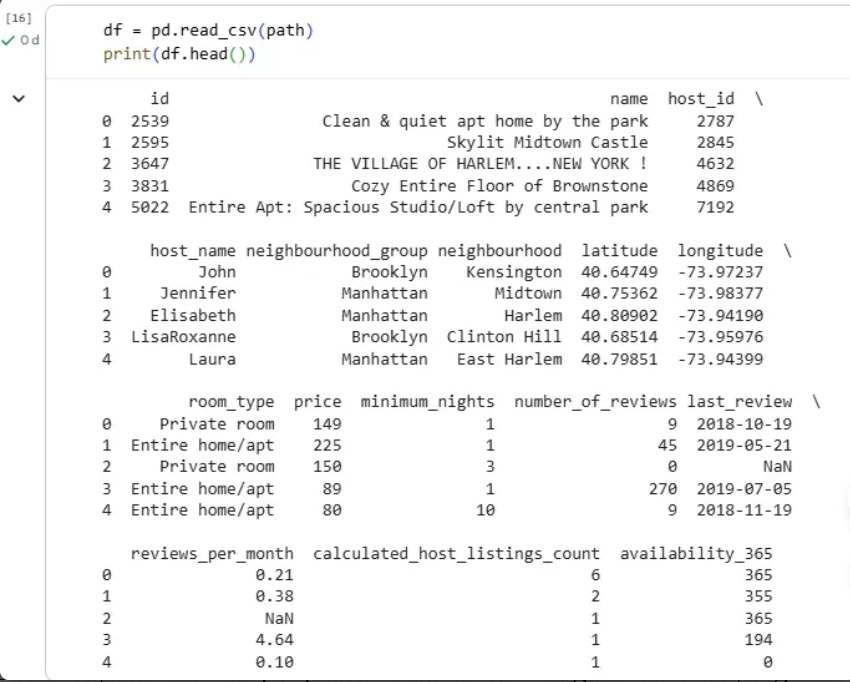 [16]
0 d
df = pd.read_csv(path)
print(df.head())
id name host_id \
0 2539 Clean & quiet apt home by the park 2787
1 2595 Skylit Midtown Castle 2845
2 3647 THE VILLAGE OF HARLEM....NEW YORK ! 4632
3 3831 Cozy Entire Floor of Brownstone 4869
4 5022 Entire Apt: Spacious Studio/Loft by central park 7192
host_name neighbourhood_group neighbourhood latitude longitude \
0 John Brooklyn Kensington 40.64749 -73.97237
1 Jennifer Manhattan Midtown 40.75362 -73.98377
2 Elisabeth Manhattan Harlem 40.80902 -73.94190
3 LisaRoxanne Brooklyn Clinton Hill 40.68514 -73.95976
4 Laura Manhattan East Harlem 40.79851 -73.94399
room_type price minimum_nights number_of_reviews last_review \
0 Private room 149 1 9 2018-10-19
1 Entire home/apt 225 1 45 2019-05-21
2 Private room 150 3 0 NaN
3 Entire home/apt 89 1 270 2019-07-05
4 Entire home/apt 80 10 9 2018-11-19
reviews_per_month calculated_host_listings_count availability_365
0 0.21 6 365
1 0.38 2 355
2 NaN 1 365
3 4.64 1 194
4 0.10 1 0